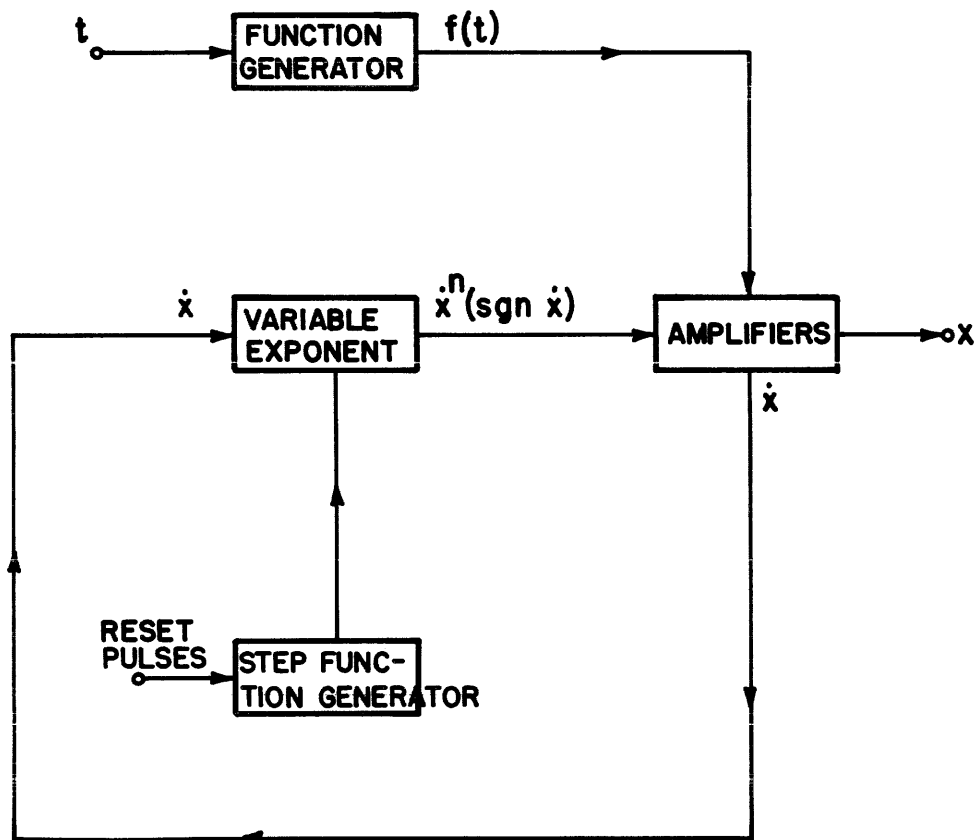 t
FUNCTION
GENERATOR
f(t)
ẋ
VARIABLE
EXPONENT
ẋⁿ(sgn ẋ)
AMPLIFIERS
x
ẋ
RESET
PULSES
STEP FUNC-
TION GENERATOR